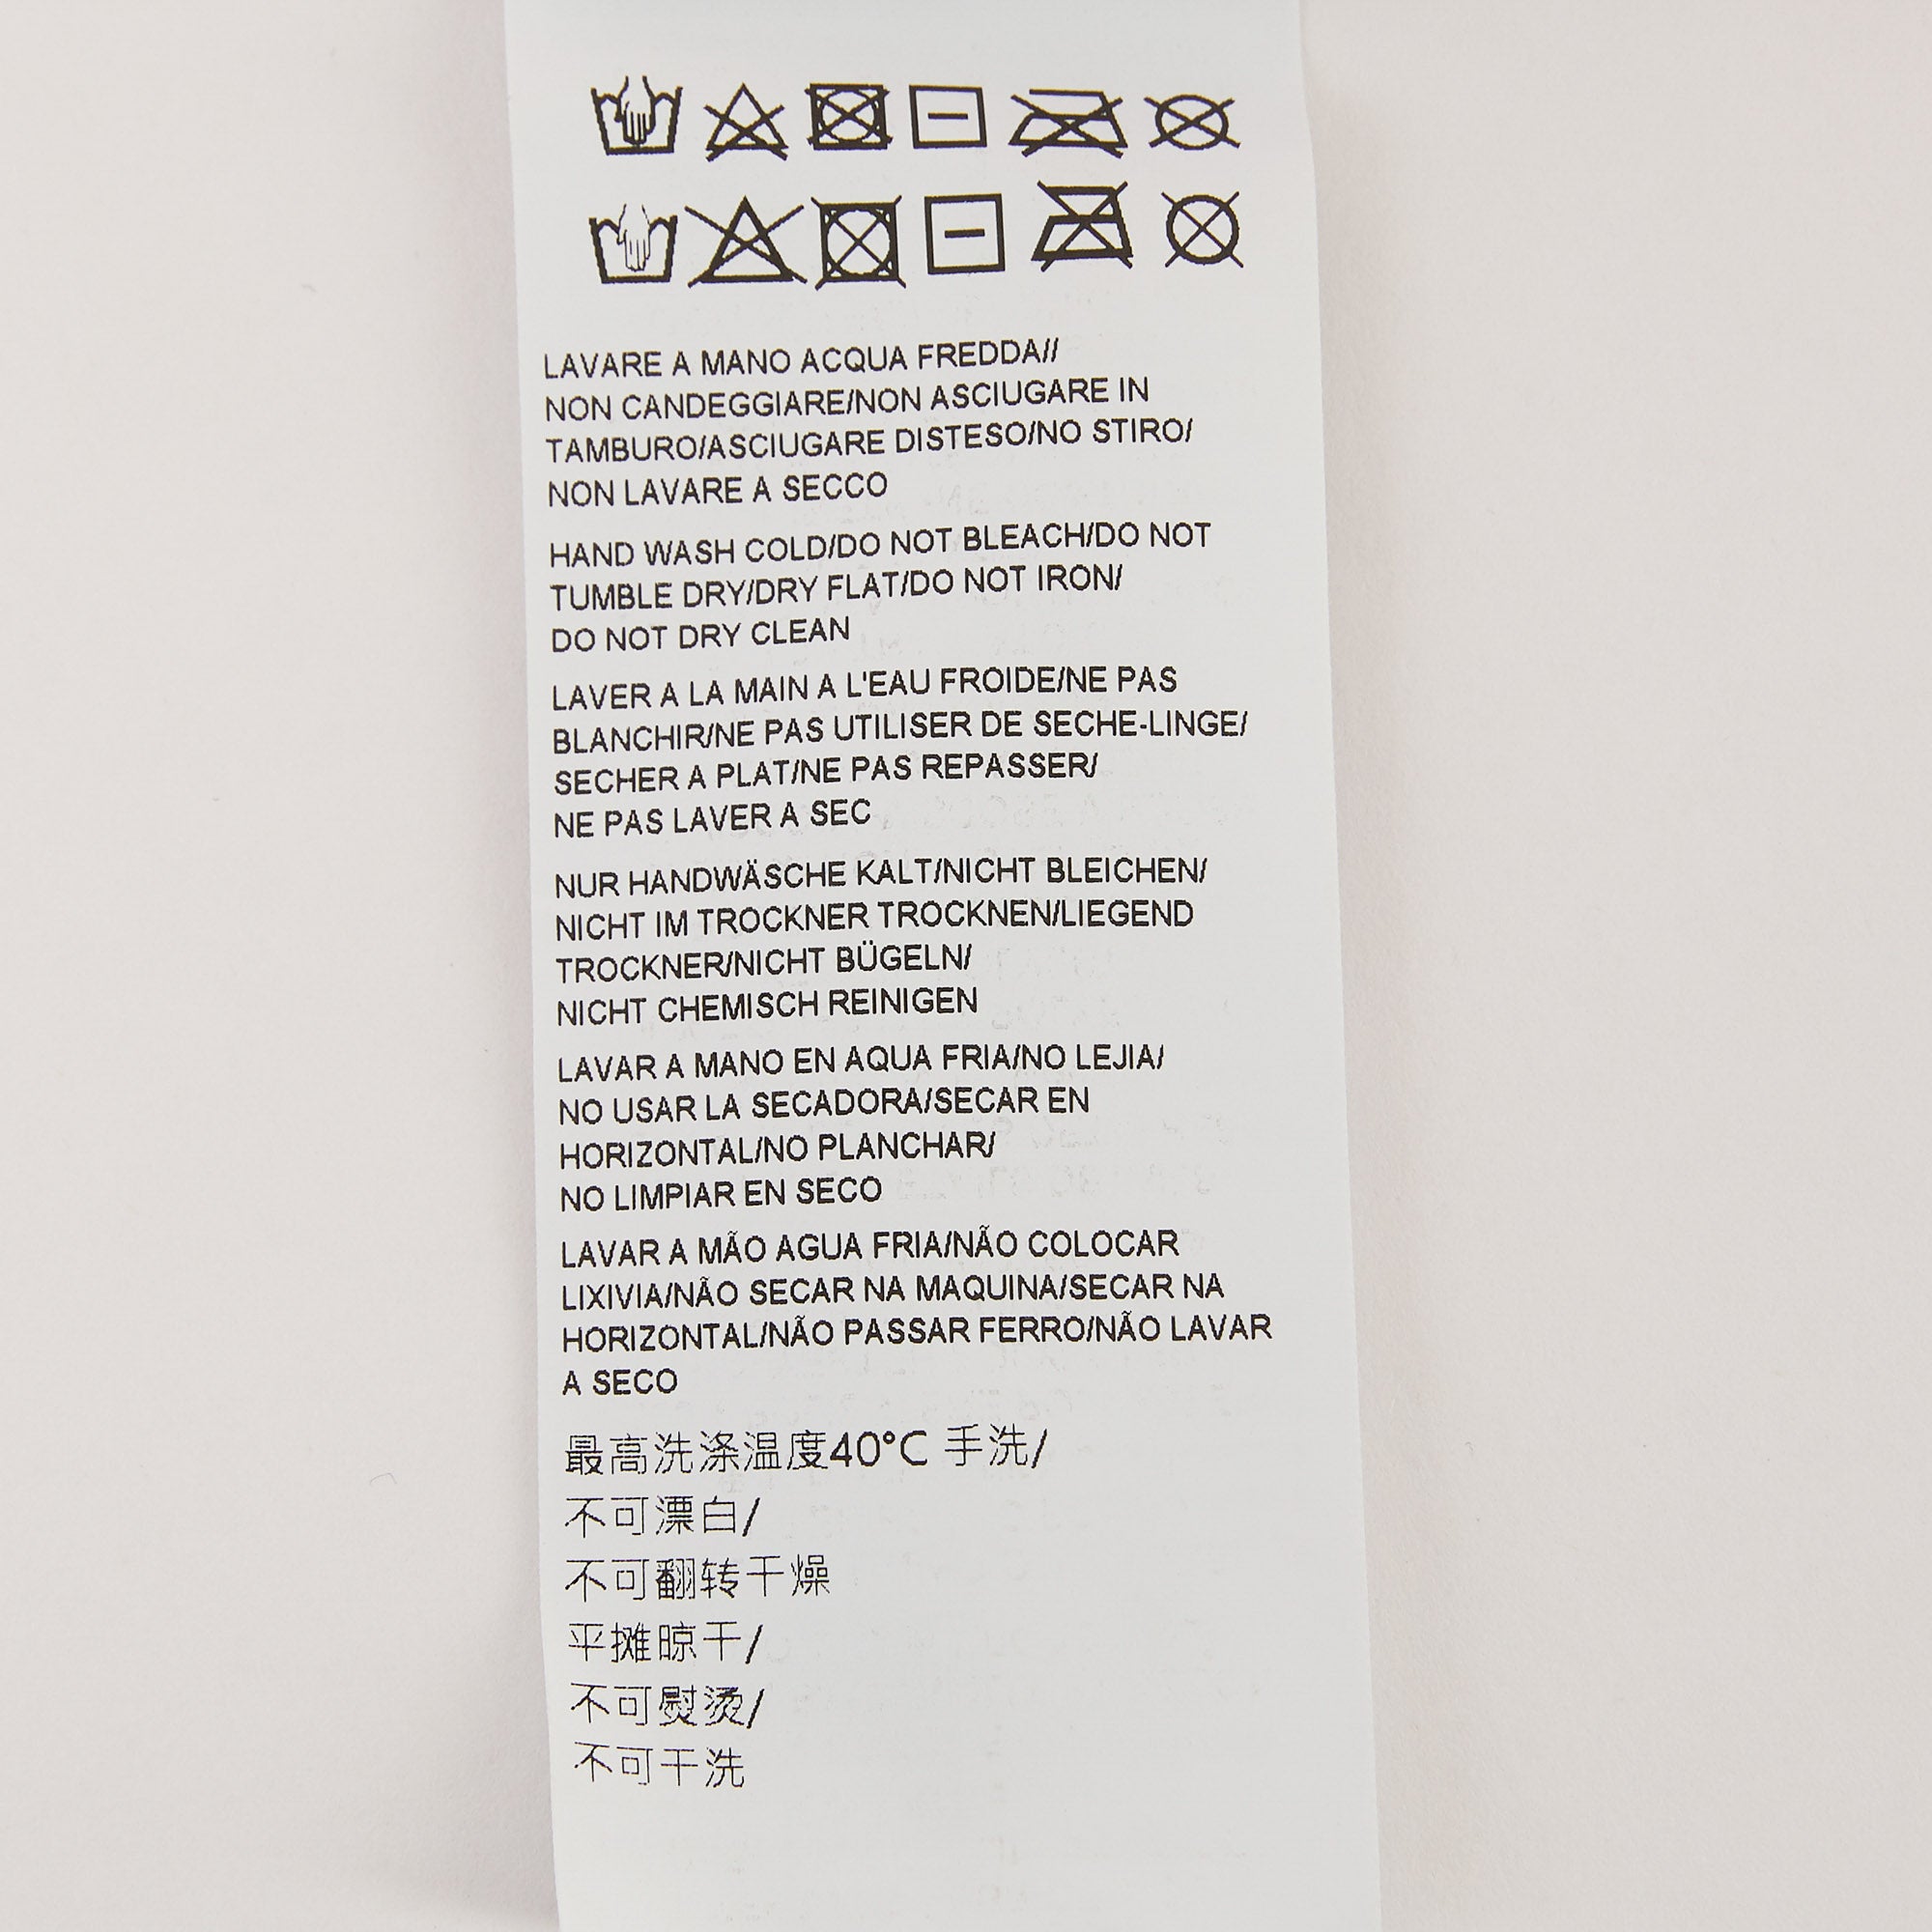 LAVARE A MANO ACQUA FREDDA//
NON CANDEGGIARE/NON ASCIUGARE IN
TAMBURO/ASCIUGARE DISTESO/NO STIRO/
NON LAVARE A SECCO
HAND WASH COLD/DO NOT BLEACH/DO NOT
TUMBLE DRY/DRY FLAT/DO NOT IRON/
DO NOT DRY CLEAN
LAVER A LA MAIN A L'EAU FROIDE/NE PAS
BLANCHIR/NE PAS UTILISER DE SECHE-LINGE/
SECHER A PLAT/NE PAS REPASSER/
NE PAS LAVER A SEC
NUR HANDWÄSCHE KALT/NICHT BLEICHEN/
NICHT IM TROCKNER TROCKNEN/LIEGEND
TROCKNER/NICHT BÜGELN/
NICHT CHEMISCH REINIGEN
LAVAR A MANO EN AQUA FRIA/NO LEJIA/
NO USAR LA SECADORA/SECAR EN
HORIZONTAL/NO PLANCHAR/
NO LIMPIAR EN SECO
LAVAR A MÃO AGUA FRIA/NÃO COLOCAR
LIXIVIA/NÃO SECAR NA MAQUINA/SECAR NA
HORIZONTAL/NÃO PASSAR FERRO/NÃO LAVAR
A SECO
最高洗涤温度40°C 手洗/
不可漂白/
不可翻转干燥
平摊晾干/
不可熨烫/
不可干洗